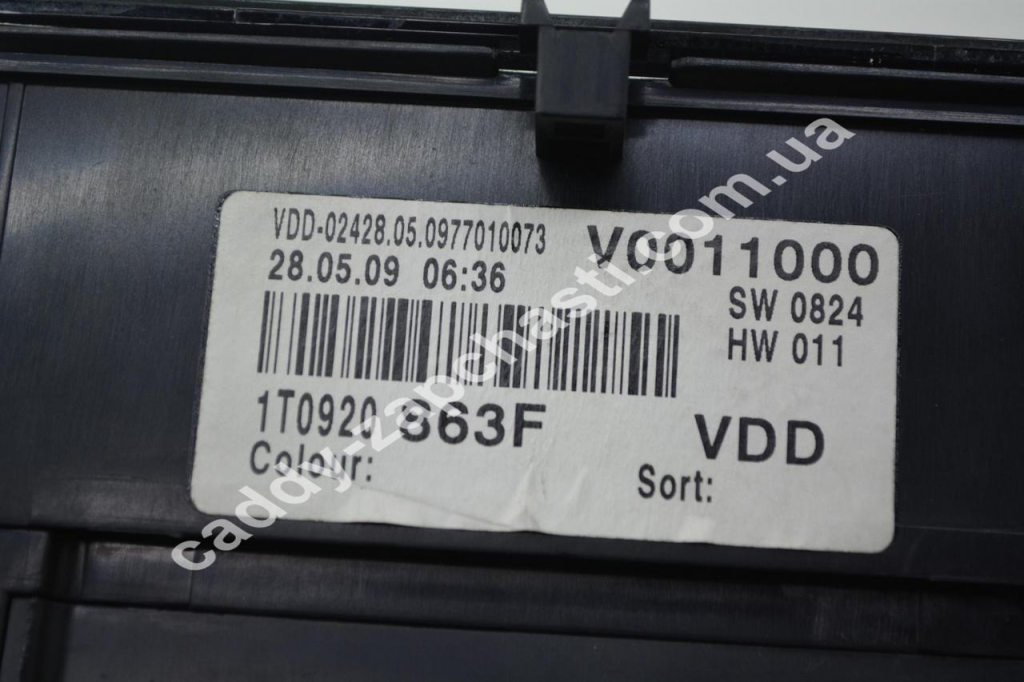 VDD-02428.05.0977010073
V0011000
28.05.09 06:36
SW 0824
HW 011
1T0920 863F
VDD
Colour:
Sort:
caddy-zapchasti.com.ua